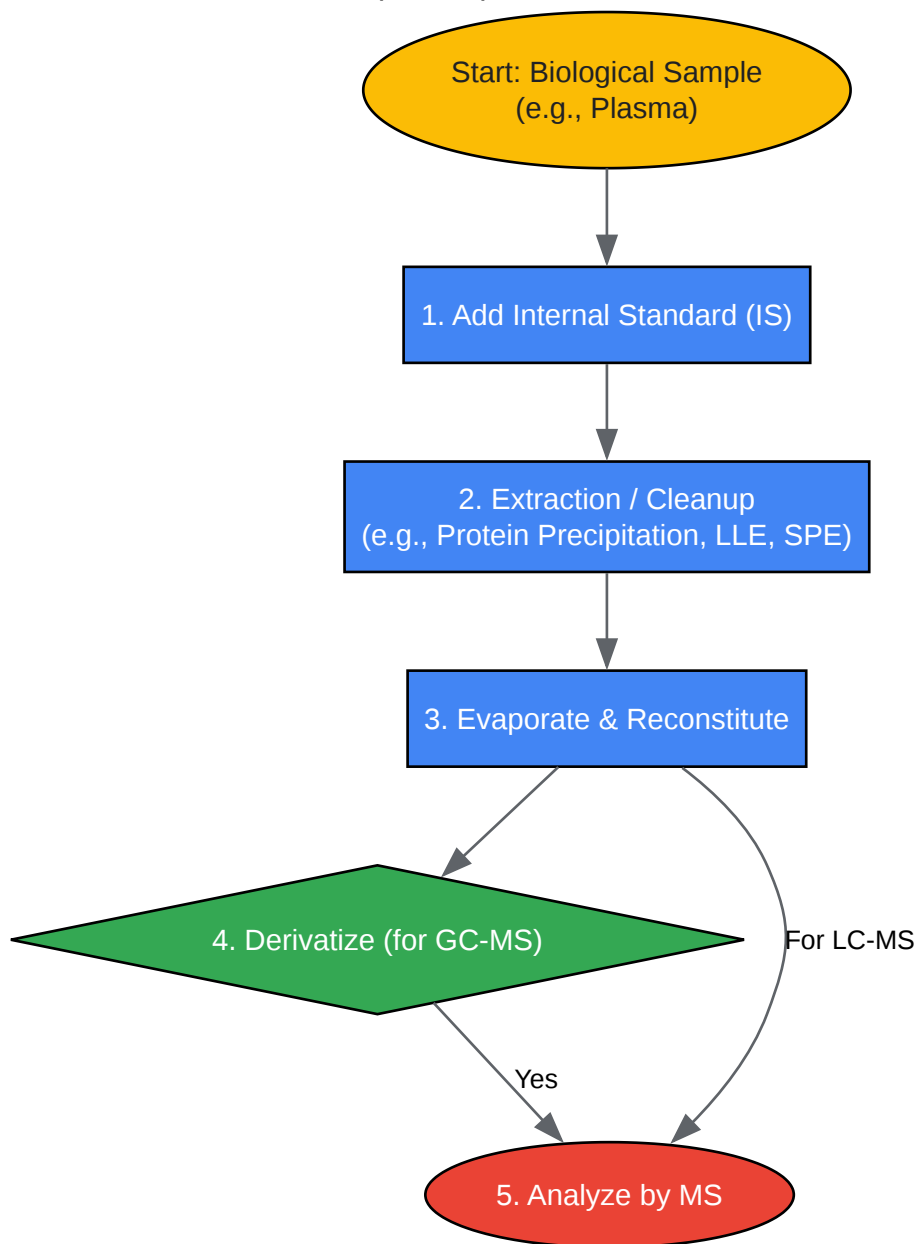 Start: Biological Sample
(e.g., Plasma)
1. Add Internal Standard (IS)
2. Extraction / Cleanup
(e.g., Protein Precipitation, LLE, SPE)
3. Evaporate & Reconstitute
4. Derivatize (for GC-MS)
For LC-MS
Yes
5. Analyze by MS